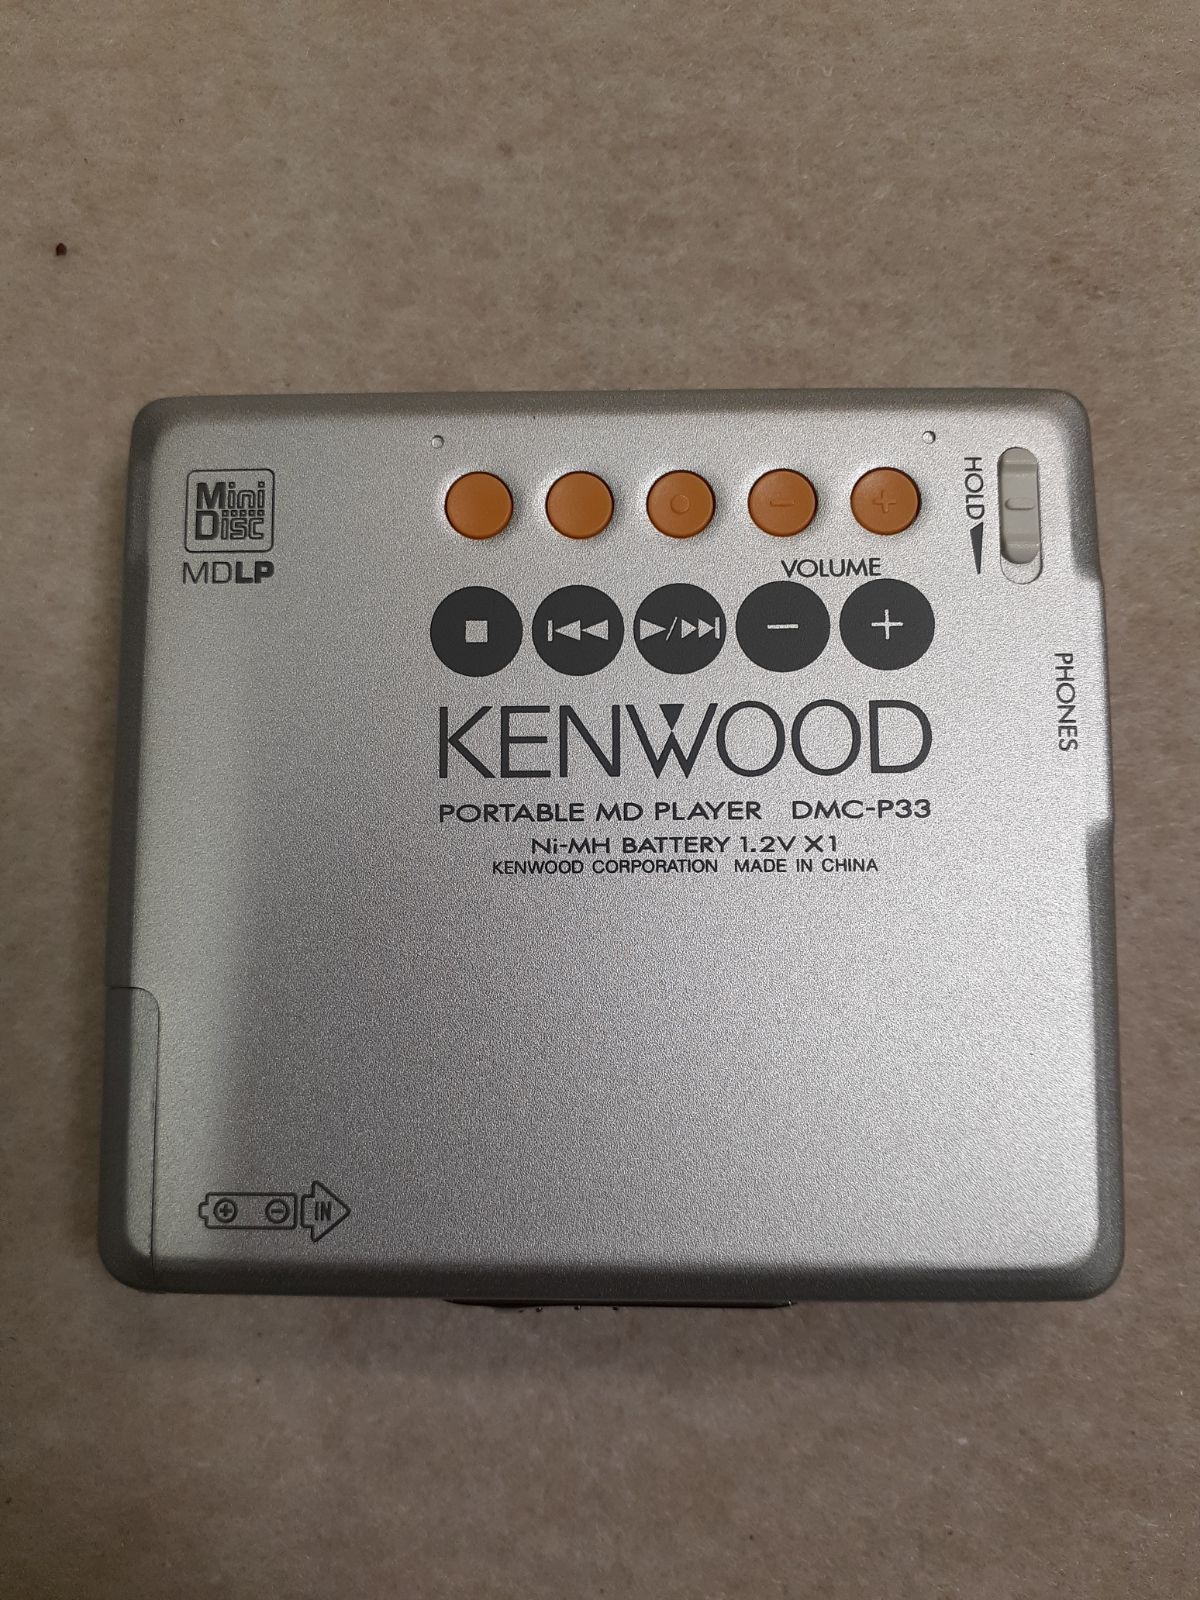 Mini
Disc
MDLP
HOLD
VOLUME
− +
PHONES
KENWOOD
PORTABLE MD PLAYER DMC-P33
Ni-MH BATTERY 1.2V X1
KENWOOD CORPORATION MADE IN CHINA
+ − IN